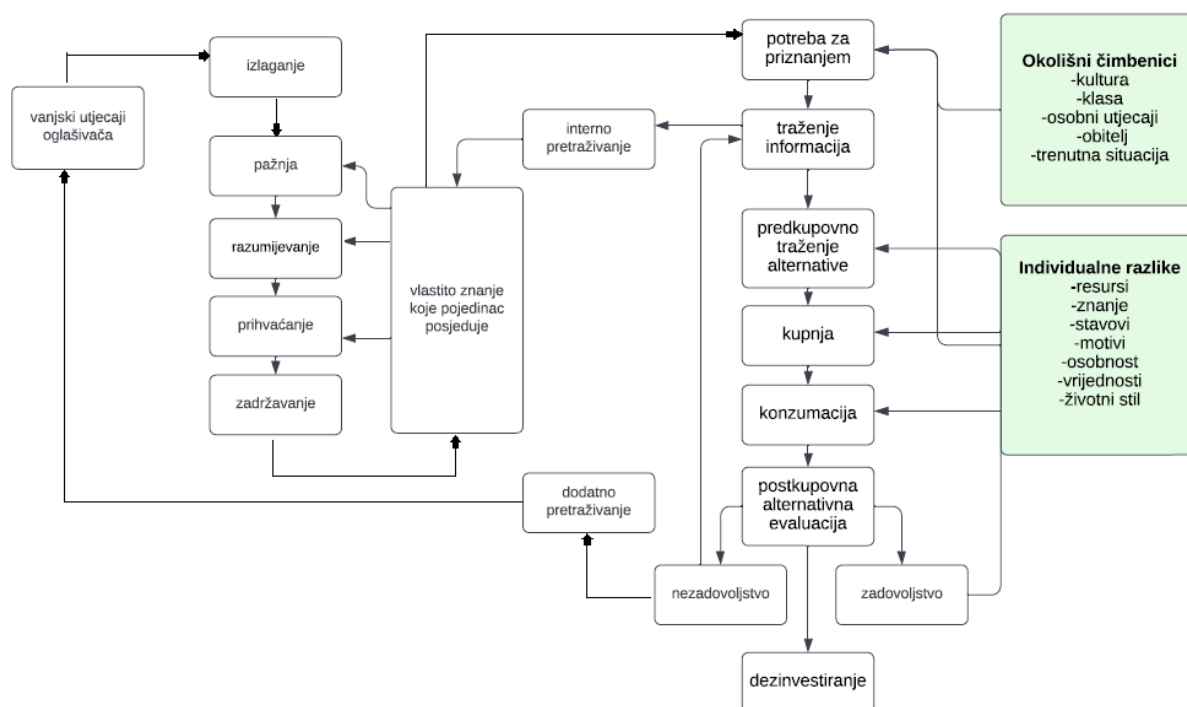 vanjski utjecaji
oglašivača
izlaganje
pažnja
razumijevanje
prihvaćanje
zadržavanje
vlastito znanje
koje pojedinac
posjeduje
interno
pretraživanje
dodatno
pretraživanje
potreba za
priznanjem
traženje
informacija
predkupovno
traženje
alternative
kupnja
konzumacija
postkupovna
alternativna
evaluacija
nezadovoljstvo
zadovoljstvo
dezinvestiranje
Okolišni čimbenici
-kultura
-klasa
-osobni utjecaji
-obitelj
-trenutna situacija
Individualne razlike
-resursi
-znanje
-stavovi
-motivi
-osobnost
-vrijednosti
-životni stil